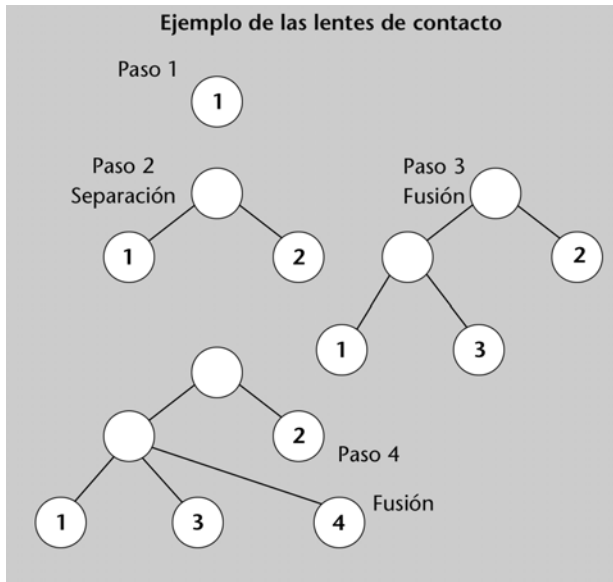 Ejemplo de las lentes de contacto
Paso 1
1
Paso 2
Separación
1
2
Paso 3
Fusión
2
1
3
2
Paso 4
1
3
4
Fusión